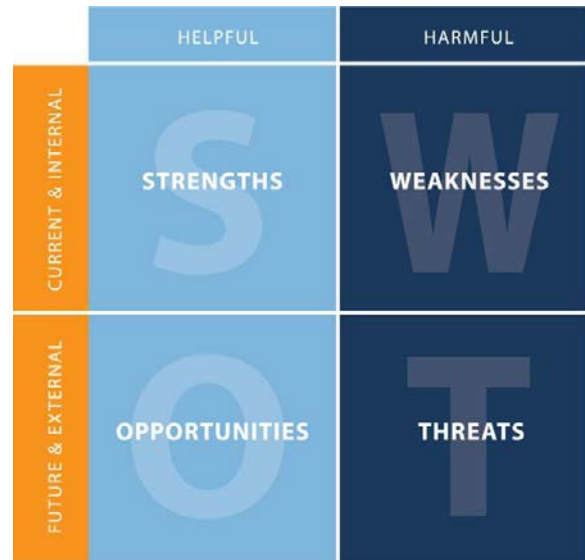 HELPFUL
HARMFUL
CURRENT & INTERNAL
S
STRENGTHS
W
WEAKNESSES
FUTURE & EXTERNAL
O
OPPORTUNITIES
T
THREATS